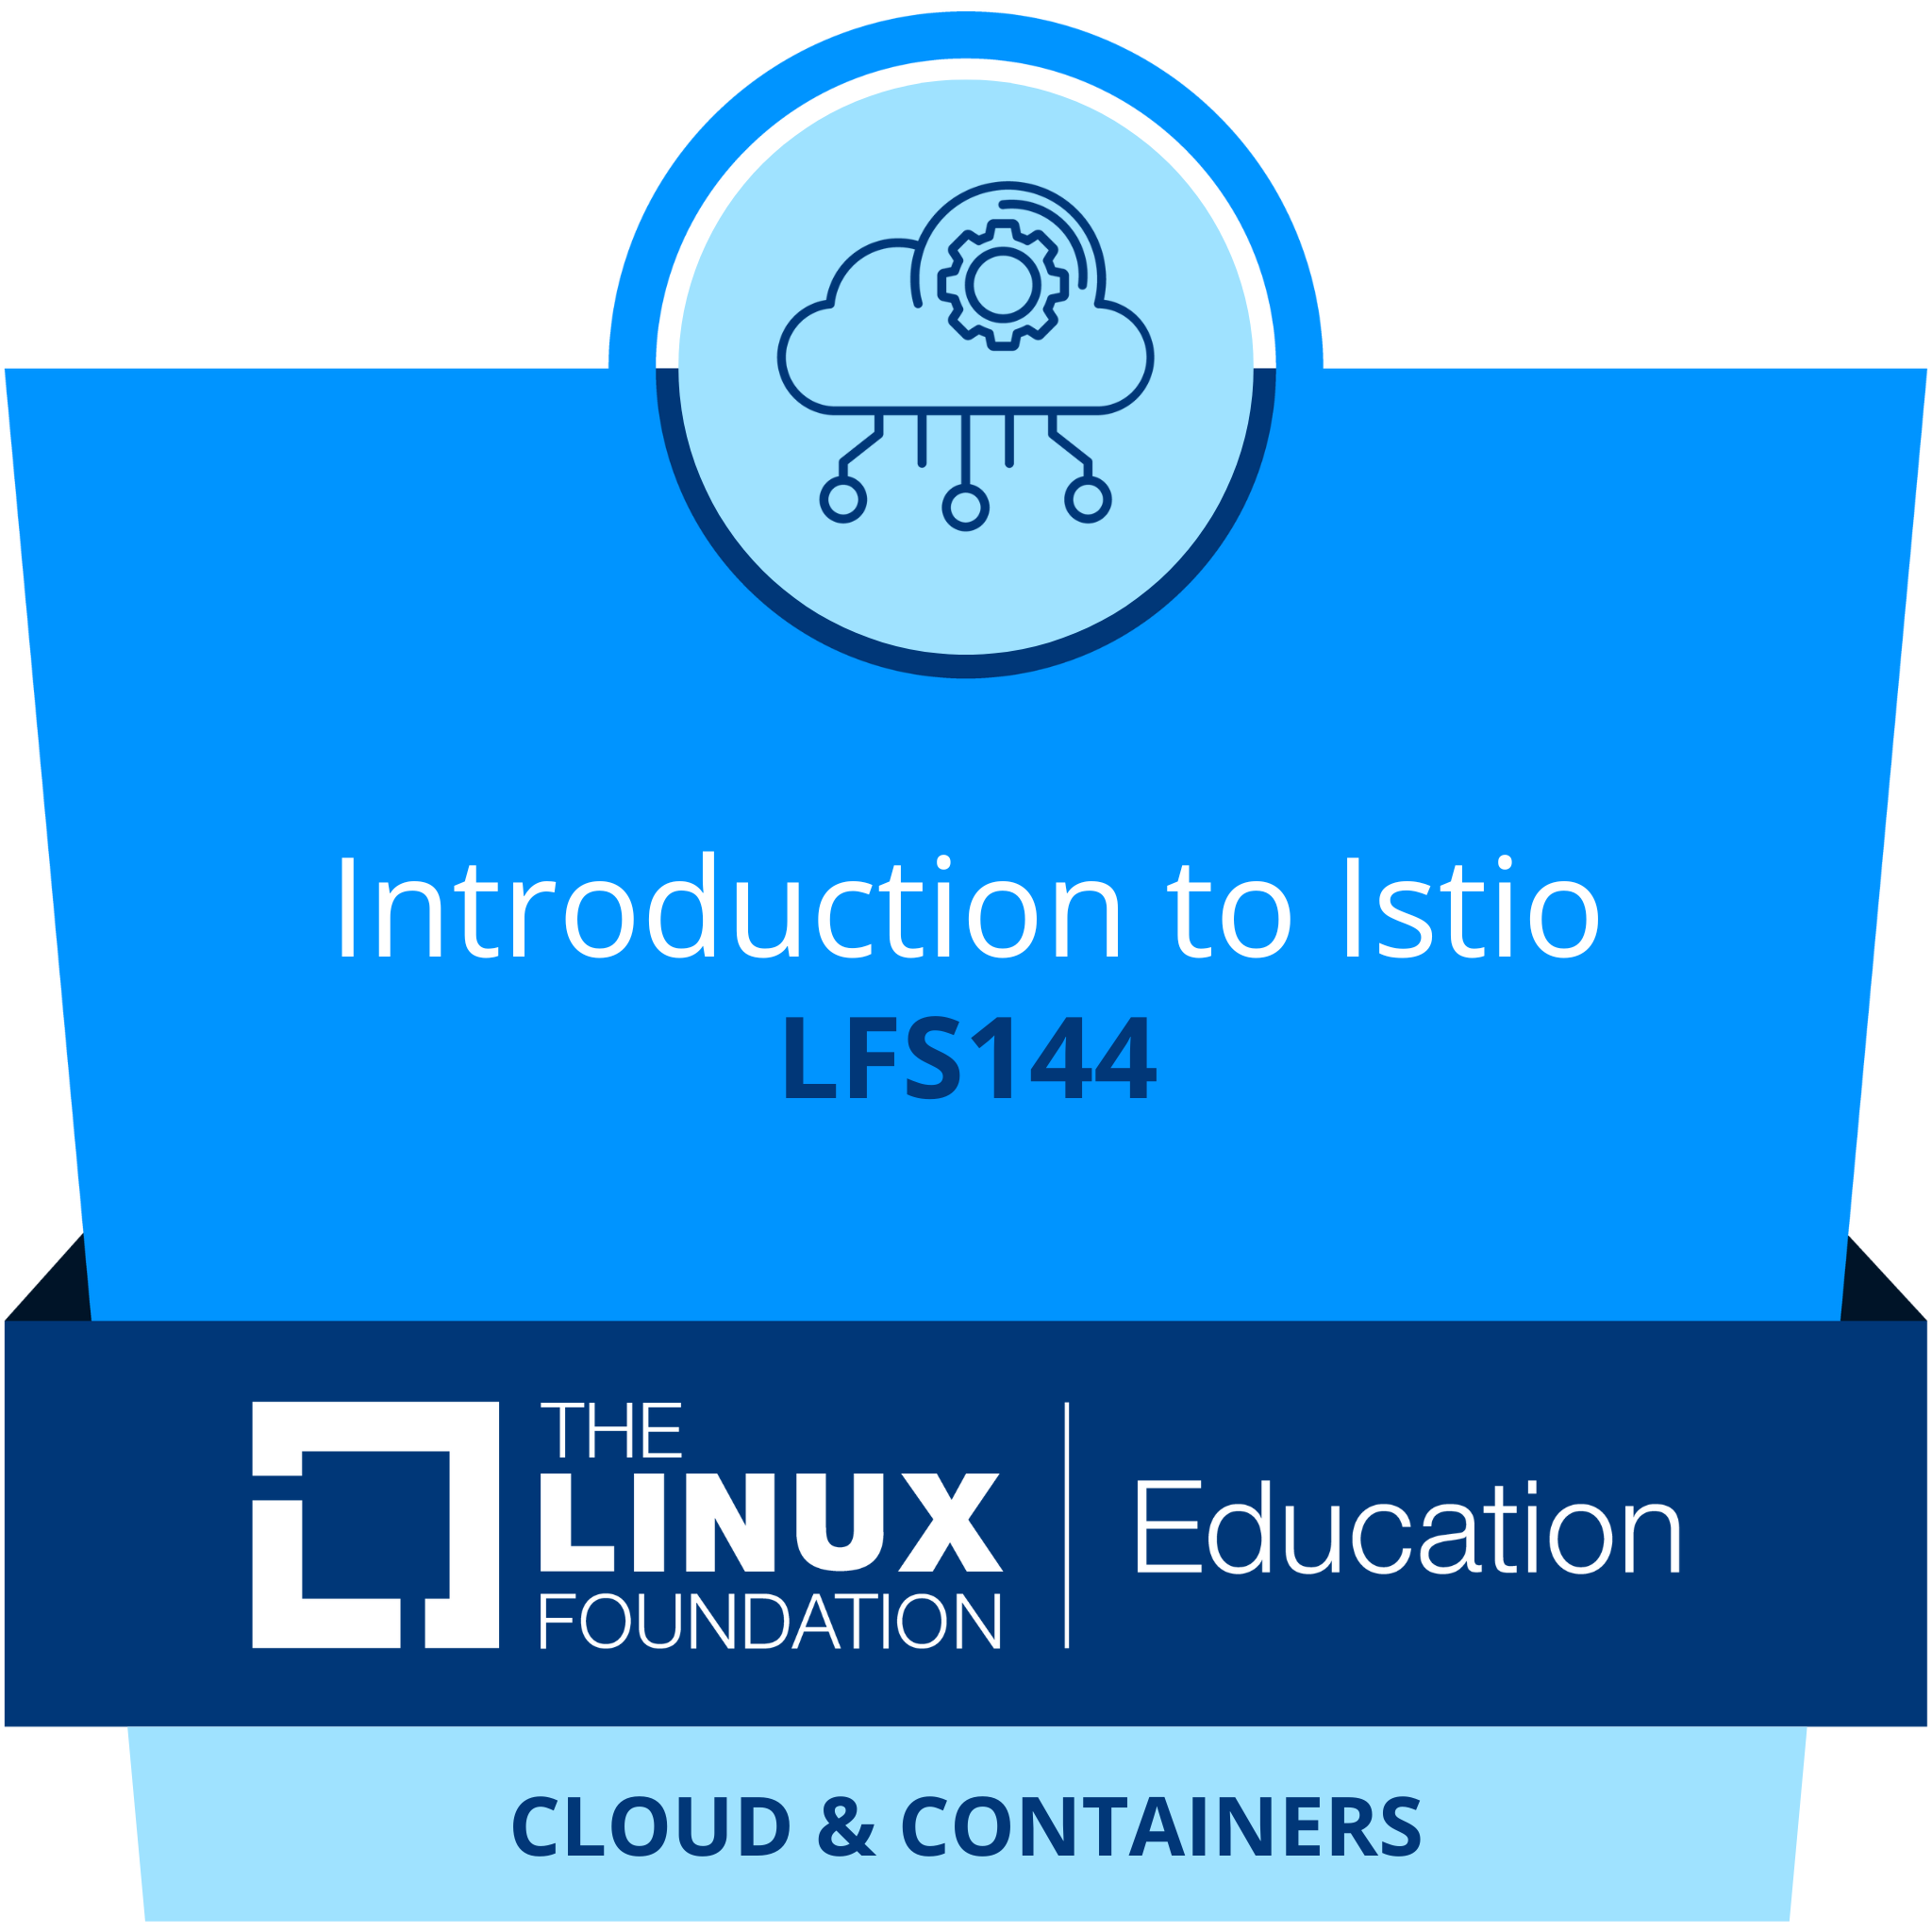 Introduction to Istio
LFS144
THE
LINUX
FOUNDATION
Education
CLOUD & CONTAINERS